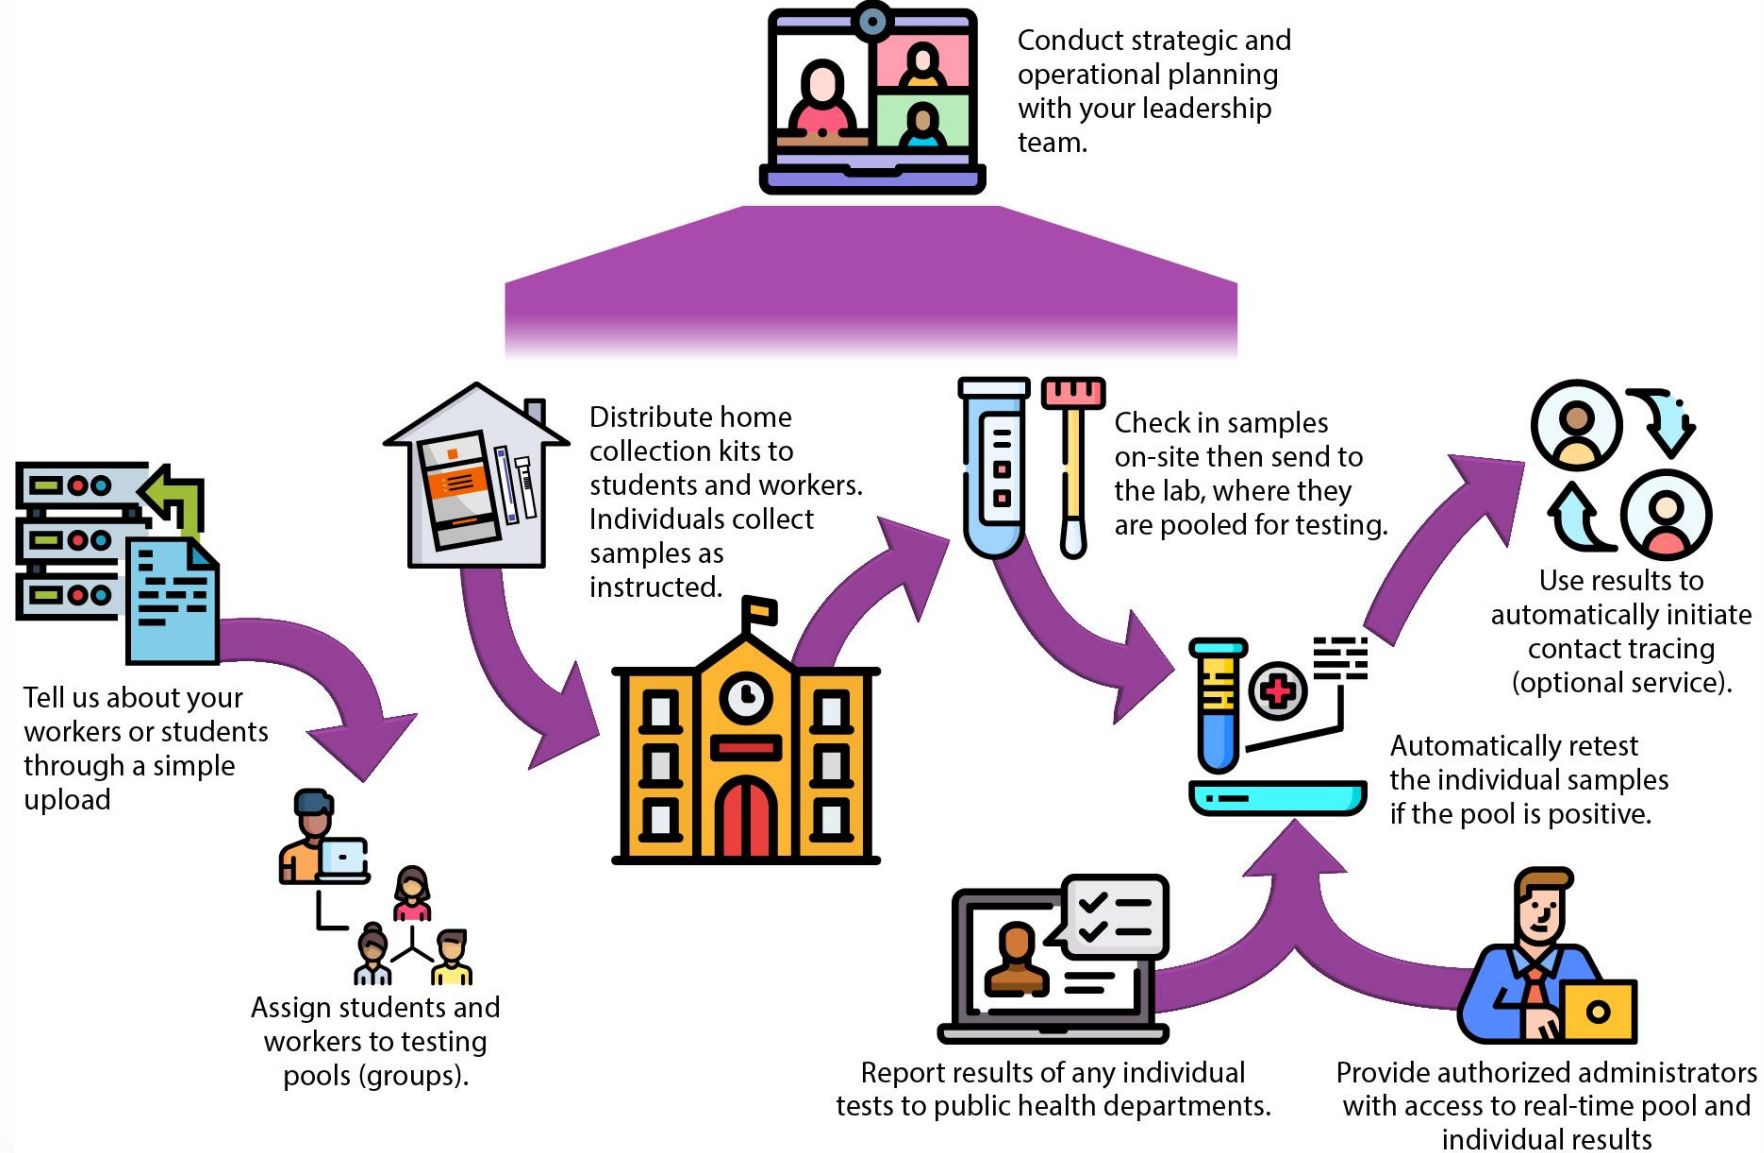 Conduct strategic and
operational planning
with your leadership
team.
Tell us about your
workers or students
through a simple
upload
Assign students and
workers to testing
pools (groups).
Distribute home
collection kits to
students and workers.
Individuals collect
samples as
instructed.
Check in samples
on-site then send to
the lab, where they
are pooled for testing.
Automatically retest
the individual samples
if the pool is positive.
Use results to
automatically initiate
contact tracing
(optional service).
Report results of any individual
tests to public health departments.
Provide authorized administrators
with access to real-time pool and
individual results